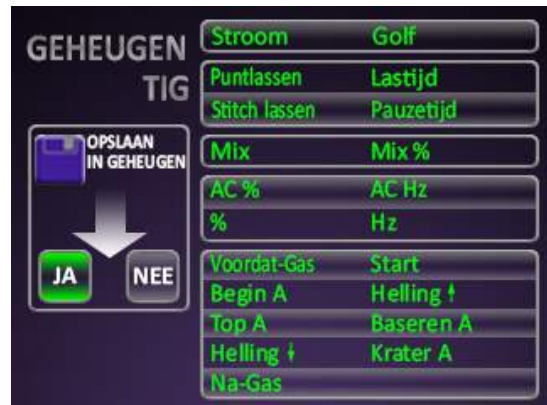 GEHEUGEN
TIG
OPSLAAN
IN GEHEUGEN
JA NEE
Stroom Golf
Puntlassen Lastijd
Stitch lassen Pauzetijd
Mix Mix %
AC % AC Hz
% Hz
Voordat-Gas Start
Begin A Helling ↑
Top A Baseren A
Helling ↓ Krater A
Na-Gas